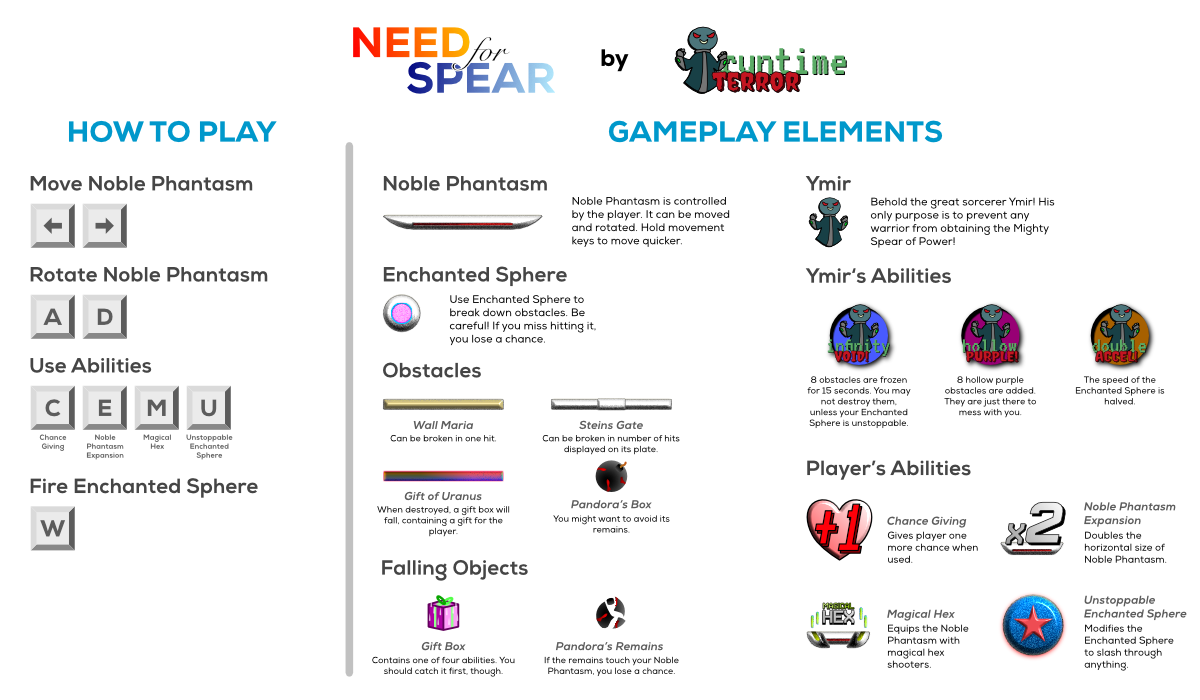 NEED for
SPEAR
by
runtime
TERROR
HOW TO PLAY
Move Noble Phantasm
Rotate Noble Phantasm
A D
Use Abilities
C E M U
Chance
Giving
Noble
Phantasm
Expansion
Magical
Hex
Unstoppable
Enchanted
Sphere
Fire Enchanted Sphere
W
GAMEPLAY ELEMENTS
Noble Phantasm
Noble Phantasm is controlled
by the player. It can be moved
and rotated. Hold movement
keys to move quicker.
Enchanted Sphere
Use Enchanted Sphere to
break down obstacles. Be
careful! If you miss hitting it,
you lose a chance.
Obstacles
Wall Maria
Can be broken in one hit.
Steins Gate
Can be broken in number of hits
displayed on its plate.
Gift of Uranus
When destroyed, a gift box will
fall, containing a gift for the
player.
Pandora's Box
You might want to avoid its
remains.
Falling Objects
Gift Box
Contains one of four abilities. You
should catch it first, though.
Pandora's Remains
If the remains touch your Noble
Phantasm, you lose a chance.
Ymir
Behold the great sorcerer Ymir! His
only purpose is to prevent any
warrior from obtaining the Mighty
Spear of Power!
Ymir's Abilities
infinity
VOID!
8 obstacles are frozen
for 15 seconds. You may
not destroy them,
unless your Enchanted
Sphere is unstoppable.
hollow
PURPLE!
8 hollow purple
obstacles are added.
They are just there to
mess with you.
double
ACCEL!
The speed of the
Enchanted Sphere is
halved.
Player's Abilities
+1
Chance Giving
Gives player one
more chance when
used.
x2
Noble Phantasm
Expansion
Doubles the
horizontal size of
Noble Phantasm.
MAGICAL
HEX
Magical Hex
Equips the Noble
Phantasm with
magical hex
shooters.
Unstoppable
Enchanted Sphere
Modifies the
Enchanted Sphere
to slash through
anything.